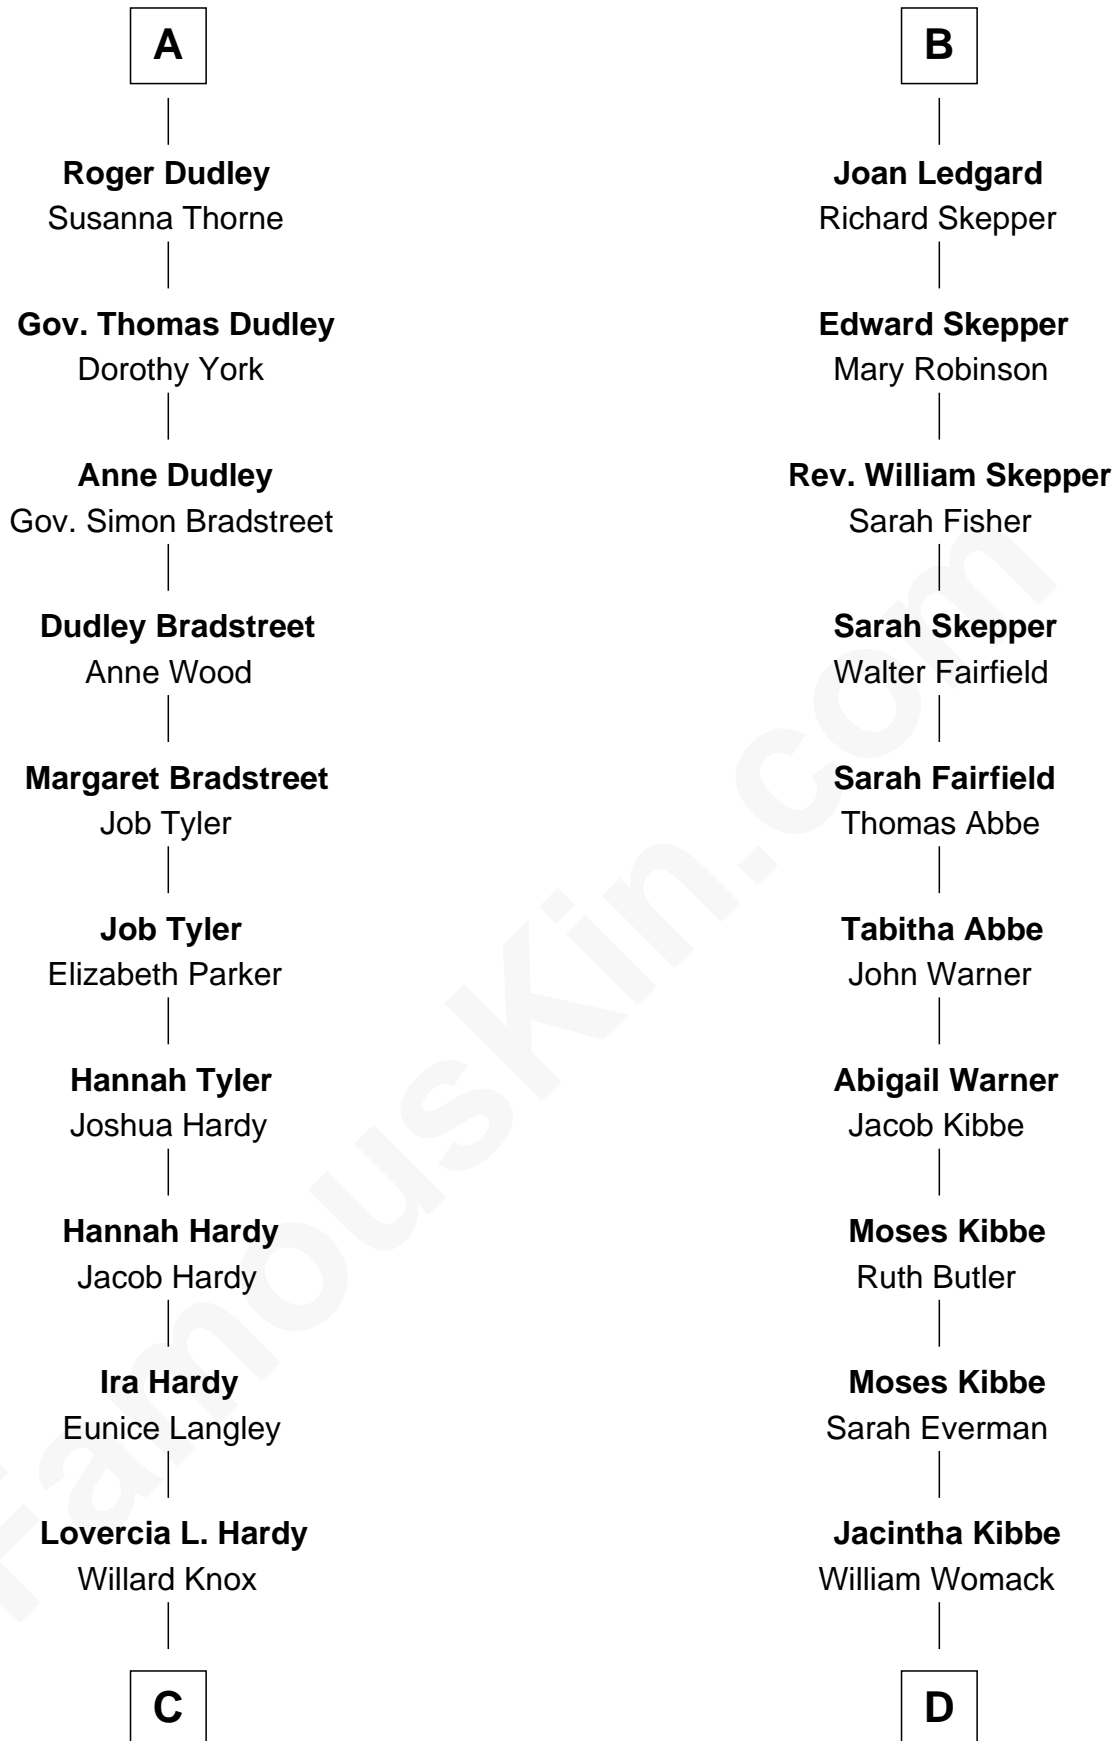 A
Roger Dudley
Susanna Thorne
Gov. Thomas Dudley
Dorothy York
Anne Dudley
Gov. Simon Bradstreet
Dudley Bradstreet
Anne Wood
Margaret Bradstreet
Job Tyler
Job Tyler
Elizabeth Parker
Hannah Tyler
Joshua Hardy
Hannah Hardy
Jacob Hardy
Ira Hardy
Eunice Langley
Lovercia L. Hardy
Willard Knox
C
B
Joan Ledgard
Richard Skepper
Edward Skepper
Mary Robinson
Rev. William Skepper
Sarah Fisher
Sarah Skepper
Walter Fairfield
Sarah Fairfield
Thomas Abbe
Tabitha Abbe
John Warner
Abigail Warner
Jacob Kibbe
Moses Kibbe
Ruth Butler
Moses Kibbe
Sarah Everman
Jacintha Kibbe
William Womack
D
FamousKin.com